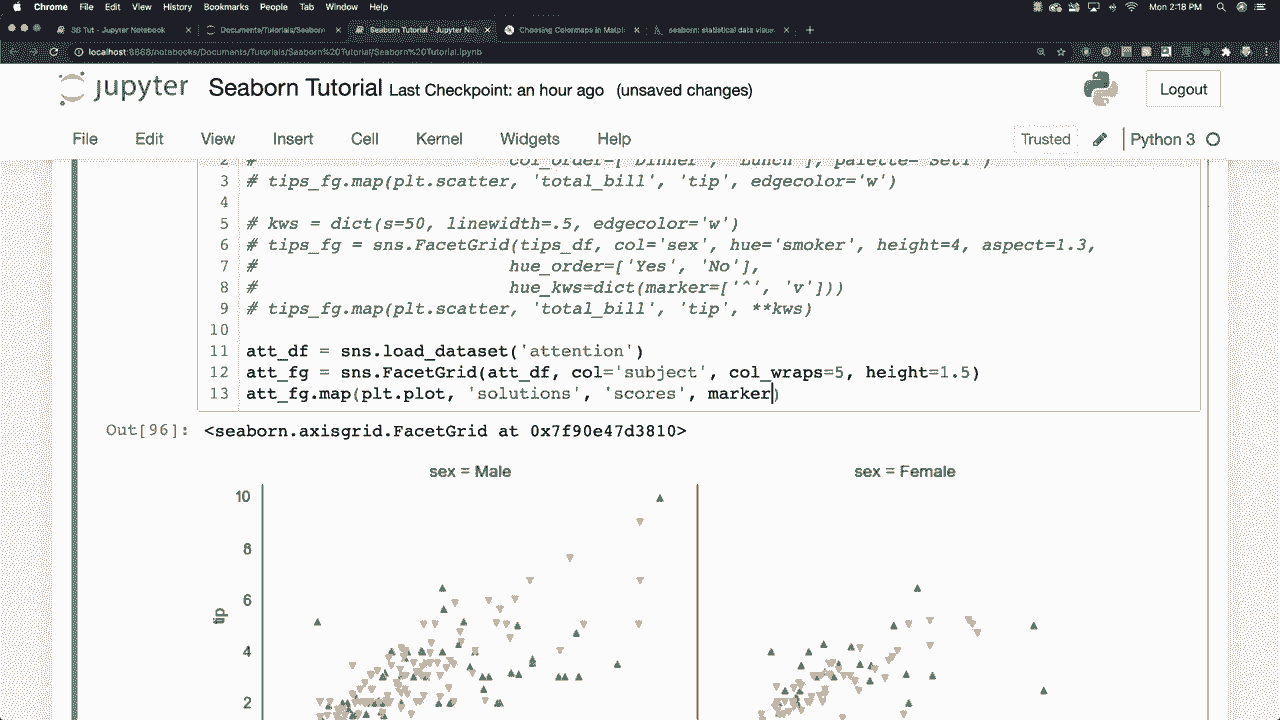 Chrome File Edit View History Bookmarks People Tab Window Help Mon 2:18 PM
SB Tut - Jupyter Notebook Documents/Tutorials/Seaborn Seaborn Tutorial - Jupyter Not Choosing Colormaps in Matpl seaborn: statistical data visua
localhost:8888/notebooks/Documents/Tutorials/Seaborn%20Tutorial/Seaborn%20Tutorial.ipynb
jupyter Seaborn Tutorial Last Checkpoint: an hour ago (unsaved changes) Logout
File Edit View Insert Cell Kernel Widgets Help Trusted Python 3
2 # col_order=['Dinner', 'Lunch'], palette='Set1')
3 # tips_fg.map(plt.scatter, 'total_bill', 'tip', edgecolor='w')
4
5 # kws = dict(s=50, linewidth=.5, edgecolor='w')
6 # tips_fg = sns.FacetGrid(tips_df, col='sex', hue='smoker', height=4, aspect=1.3,
7 # hue_order=['Yes', 'No'],
8 # hue_kws=dict(marker=['^', 'v']))
9 # tips_fg.map(plt.scatter, 'total_bill', 'tip', **kws)
10
11 att_df = sns.load_dataset('attention')
12 att_fg = sns.FacetGrid(att_df, col='subject', col_wraps=5, height=1.5)
13 att_fg.map(plt.plot, 'solutions', 'scores', marker)
Out[96]: <seaborn.axisgrid.FacetGrid at 0x7f90e47d3810>
sex = Male sex = Female
10
8
6
tip
4
2